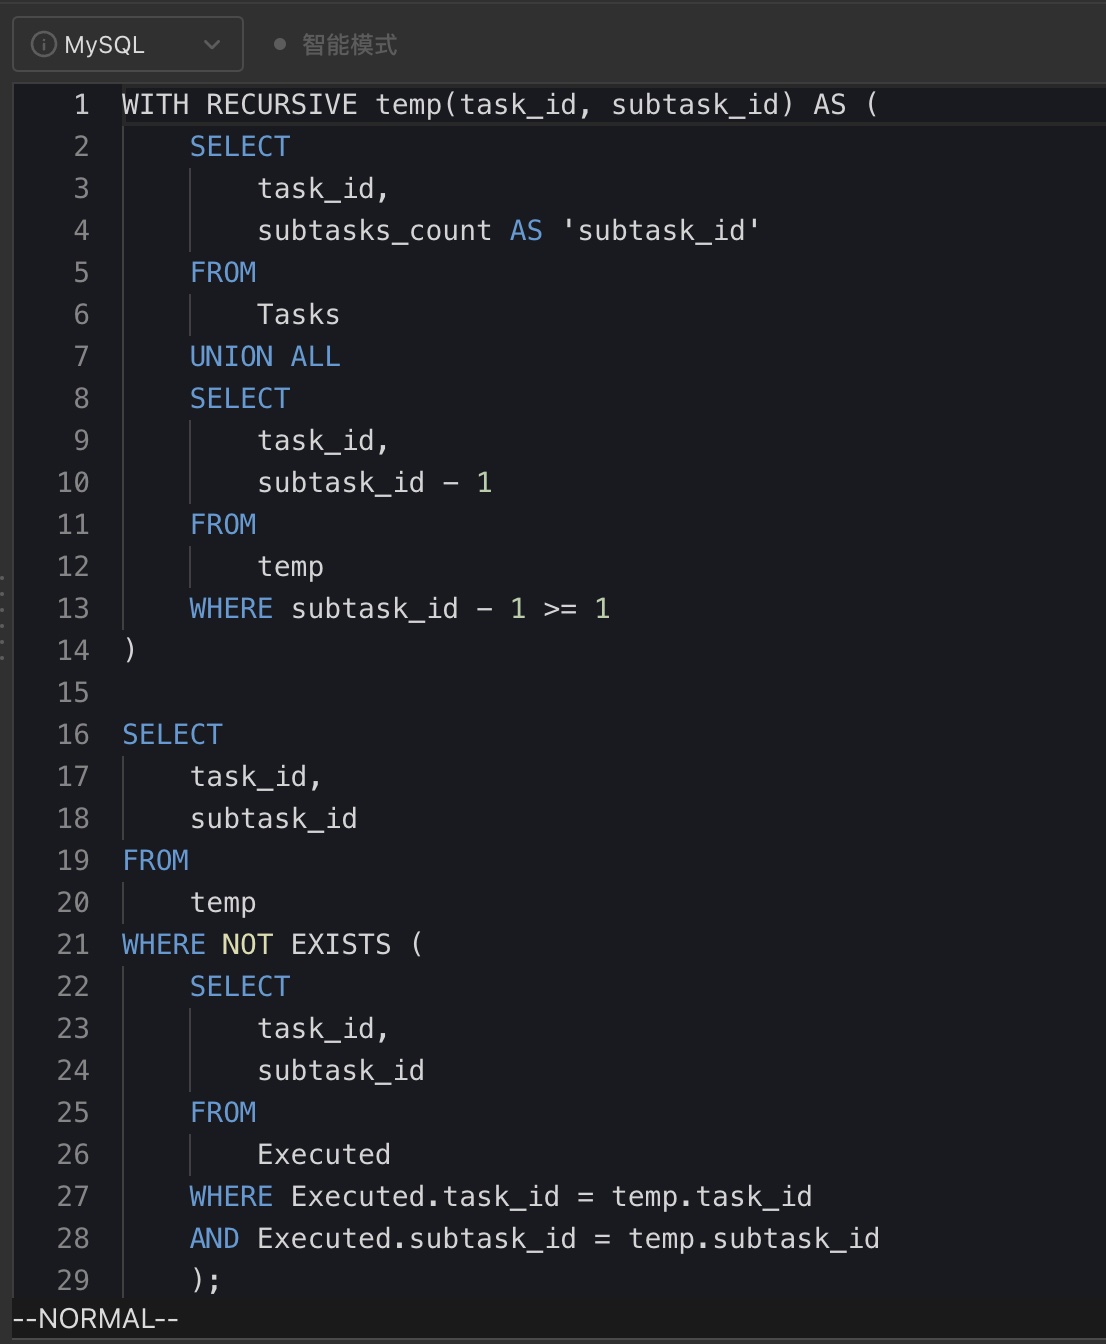 MySQL 智能模式
1 WITH RECURSIVE temp(task_id, subtask_id) AS (
2     SELECT
3         task_id,
4         subtasks_count AS 'subtask_id'
5     FROM
6         Tasks
7     UNION ALL
8     SELECT
9         task_id,
10         subtask_id - 1
11     FROM
12         temp
13     WHERE subtask_id - 1 >= 1
14 )
15
16 SELECT
17     task_id,
18     subtask_id
19 FROM
20     temp
21 WHERE NOT EXISTS (
22     SELECT
23         task_id,
24         subtask_id
25     FROM
26         Executed
27     WHERE Executed.task_id = temp.task_id
28     AND Executed.subtask_id = temp.subtask_id
29     );
--NORMAL--